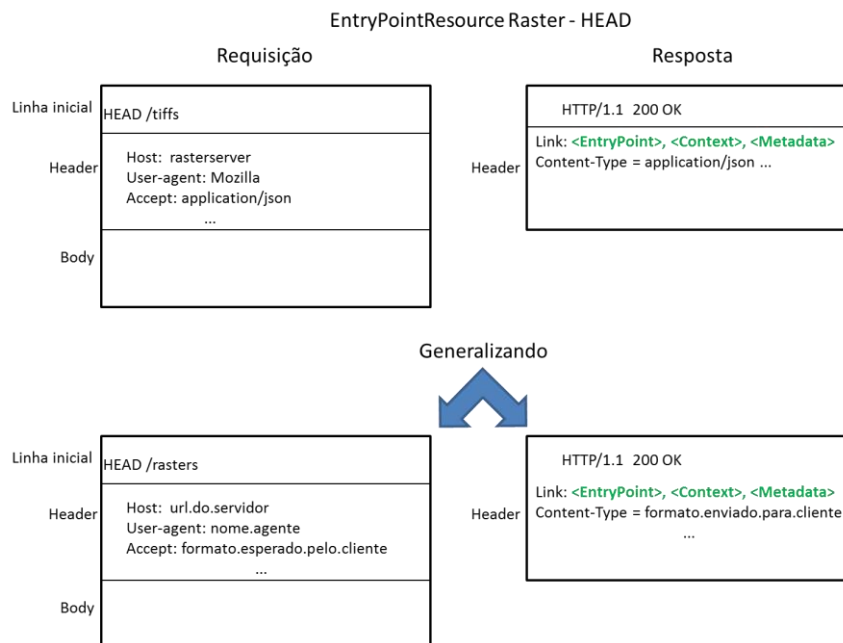 EntryPointResource Raster - HEAD
Requisição
Resposta
Linha inicial
HEAD /tiffs
Header
Host: rasterserver
User-agent: Mozilla
Accept: application/json
...
Body
HTTP/1.1 200 OK
Header
Link: <EntryPoint>, <Context>, <Metadata>
Content-Type = application/json ...
Generalizando
Linha inicial
HEAD /rasters
Header
Host: url.do.servidor
User-agent: nome.agente
Accept: formato.esperado.pelo.cliente
...
Body
HTTP/1.1 200 OK
Header
Link: <EntryPoint>, <Context>, <Metadata>
Content-Type = formato.enviado.para.cliente
...